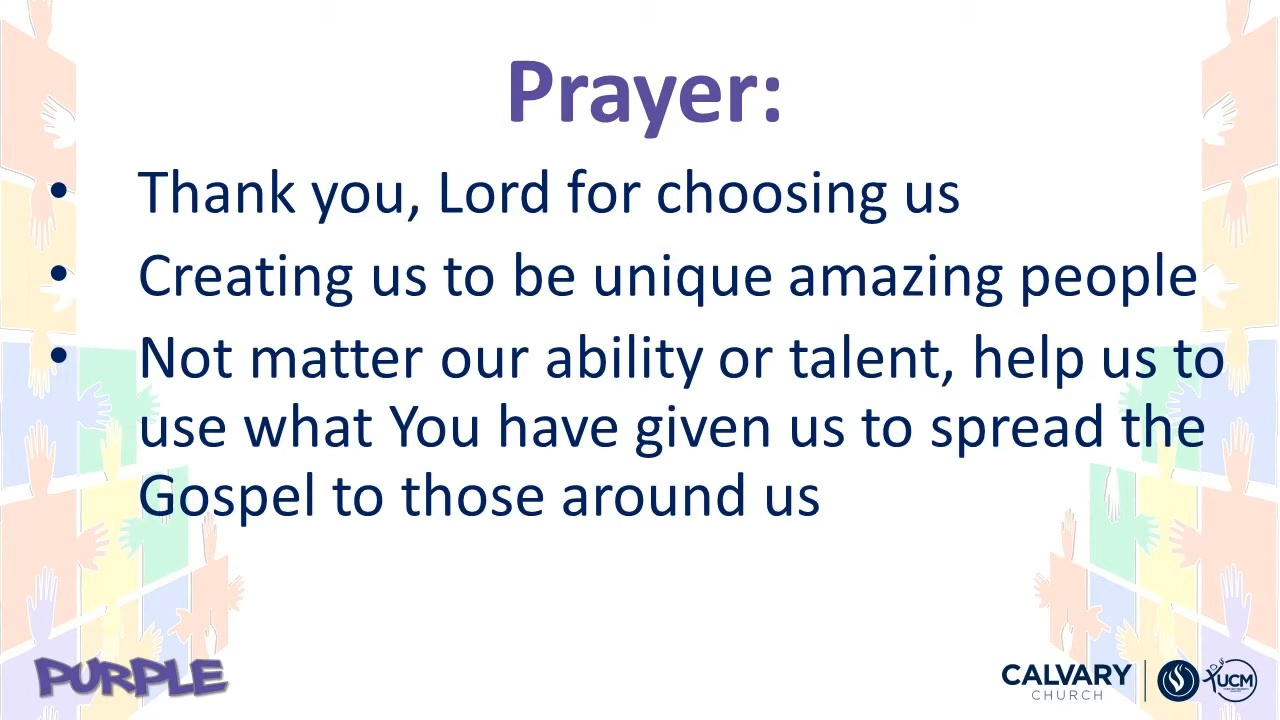 Prayer:
• Thank you, Lord for choosing us
• Creating us to be unique amazing people
• Not matter our ability or talent, help us to
use what You have given us to spread the
Gospel to those around us
PURPLE
CALVARY
CHURCH
UCM